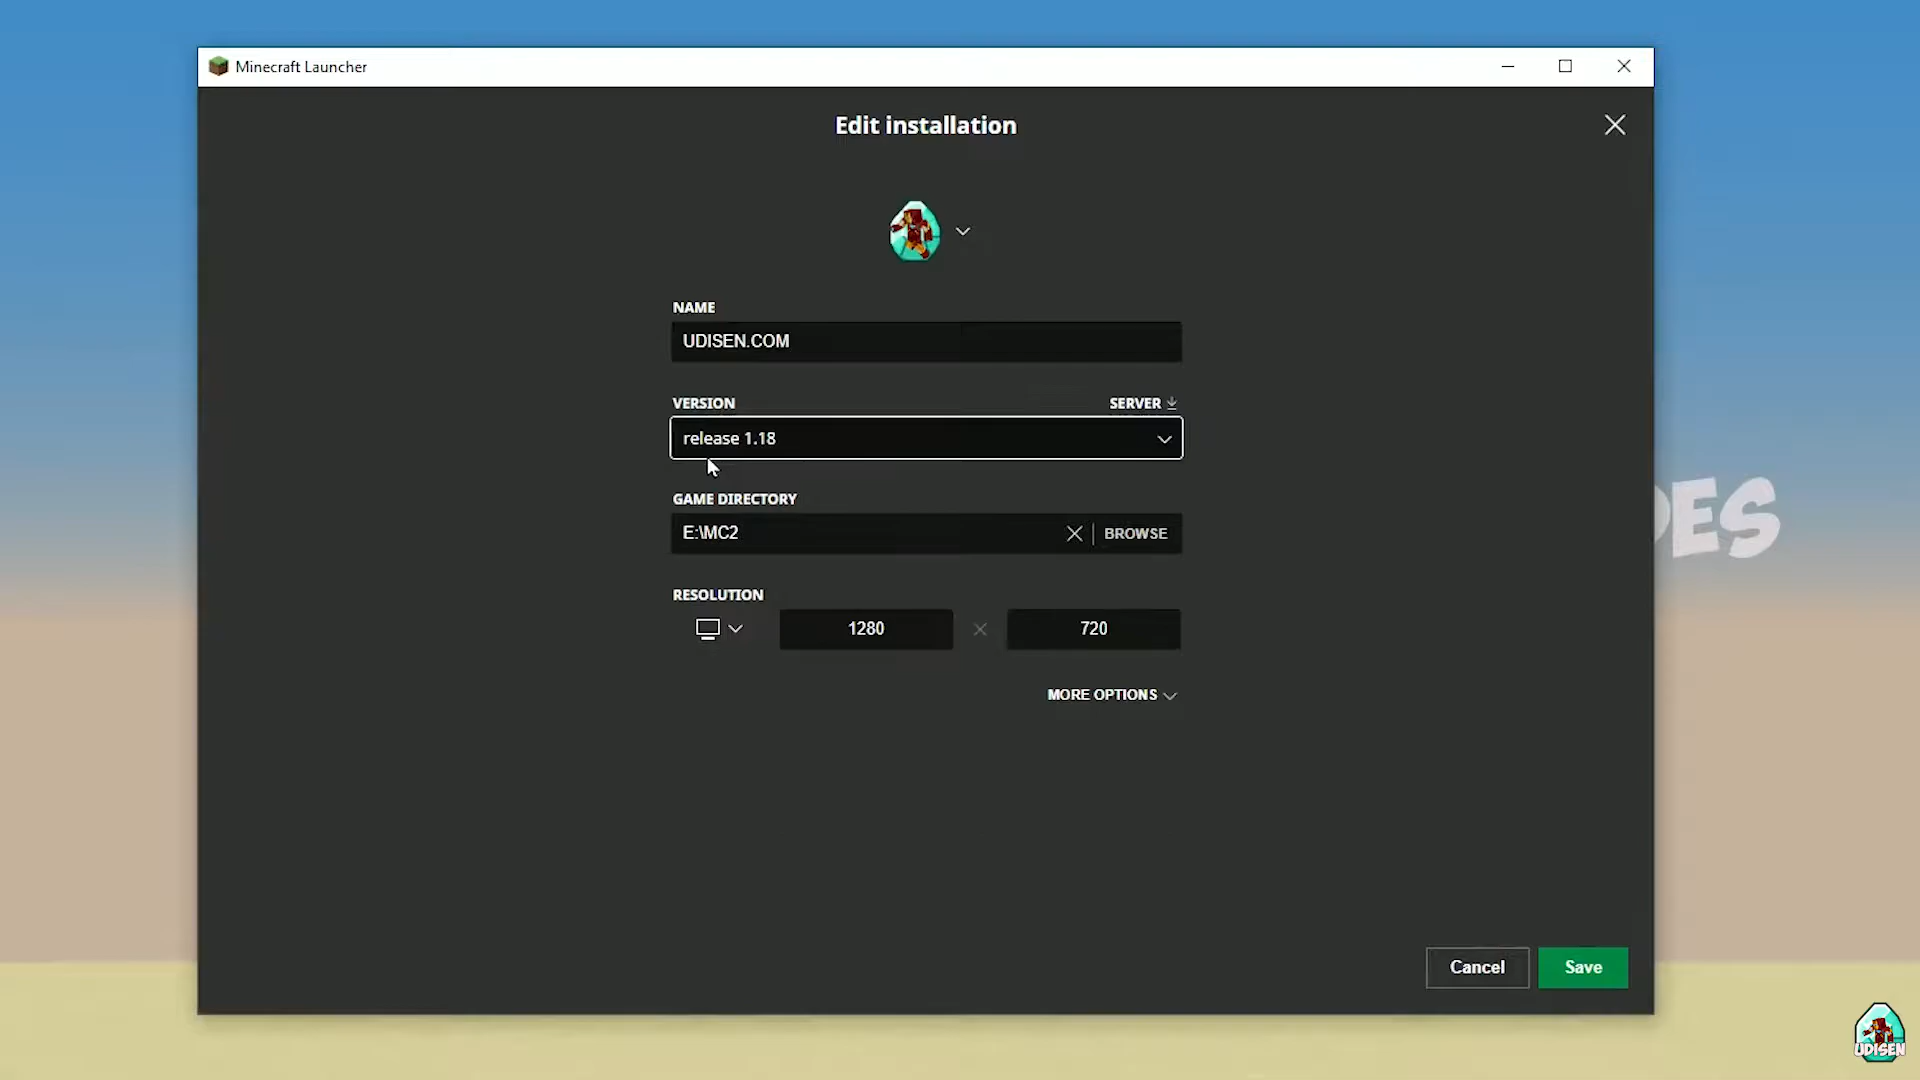 Minecraft Launcher
Edit installation
NAME
UDISEN.COM
VERSION
SERVER
release 1.18
GAME DIRECTORY
E:\MC2
BROWSE
RESOLUTION
1280
720
MORE OPTIONS
Cancel
Save
UDISEN